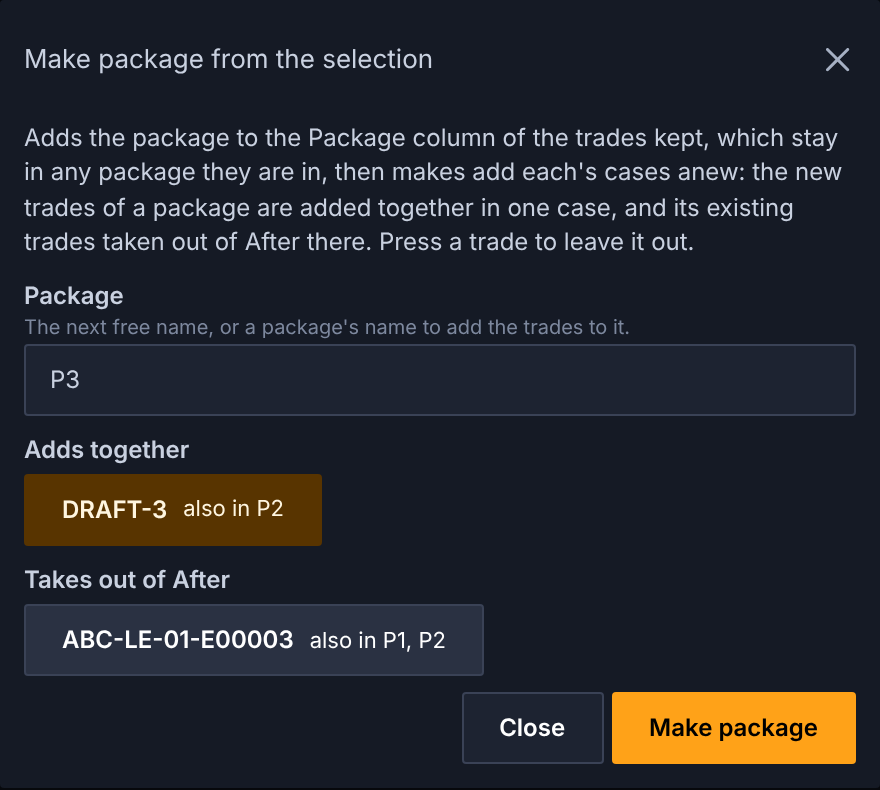 Make package from the selection
Adds the package to the Package column of the trades kept, which stay
in any package they are in, then makes add each's cases anew: the new
trades of a package are added together in one case, and its existing
trades taken out of After there. Press a trade to leave it out.
Package
The next free name, or a package's name to add the trades to it.
P3
Adds together
DRAFT-3 also in P2
Takes out of After
ABC-LE-01-E00003 also in P1, P2
Close Make package